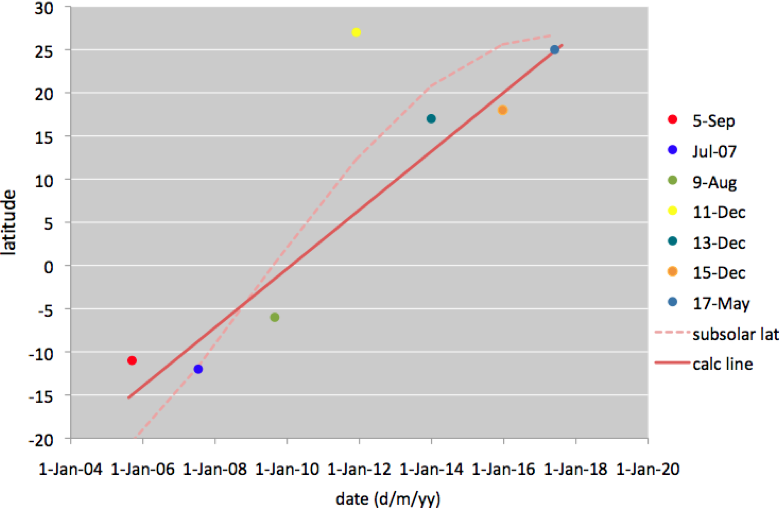 30
25
20
15
10
5
0
-5
-10
-15
-20
latitude
1-Jan-04 1-Jan-06 1-Jan-08 1-Jan-10 1-Jan-12 1-Jan-14 1-Jan-16 1-Jan-18 1-Jan-20
date (d/m/yy)
5-Sep
Jul-07
9-Aug
11-Dec
13-Dec
15-Dec
17-May
subsolar lat
calc line